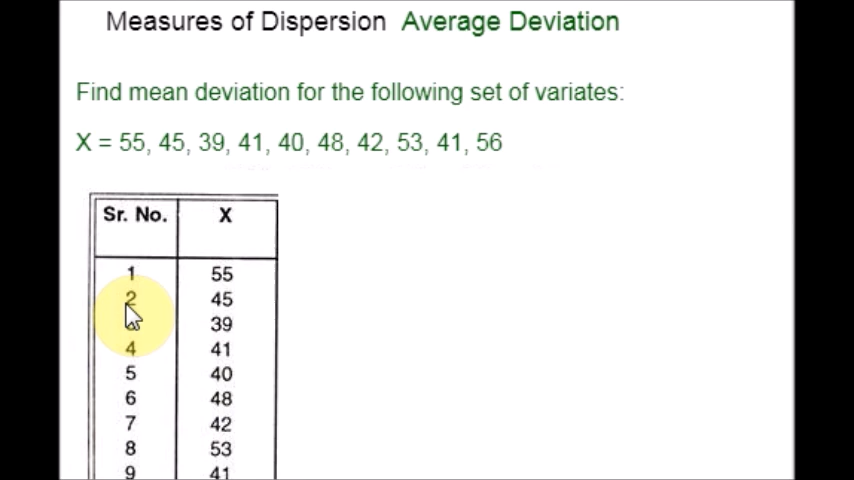 Measures of Dispersion Average Deviation
Find mean deviation for the following set of variates:
X = 55, 45, 39, 41, 40, 48, 42, 53, 41, 56
Sr. No. X
1 55
2 45
39
4 41
5 40
6 48
7 42
8 53
9 41